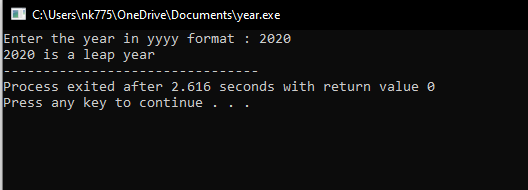 C:\Users\nk775\OneDrive\Documents\year.exe
Enter the year in yyyy format : 2020
2020 is a leap year
--------------------------------
Process exited after 2.616 seconds with return value 0
Press any key to continue . . .